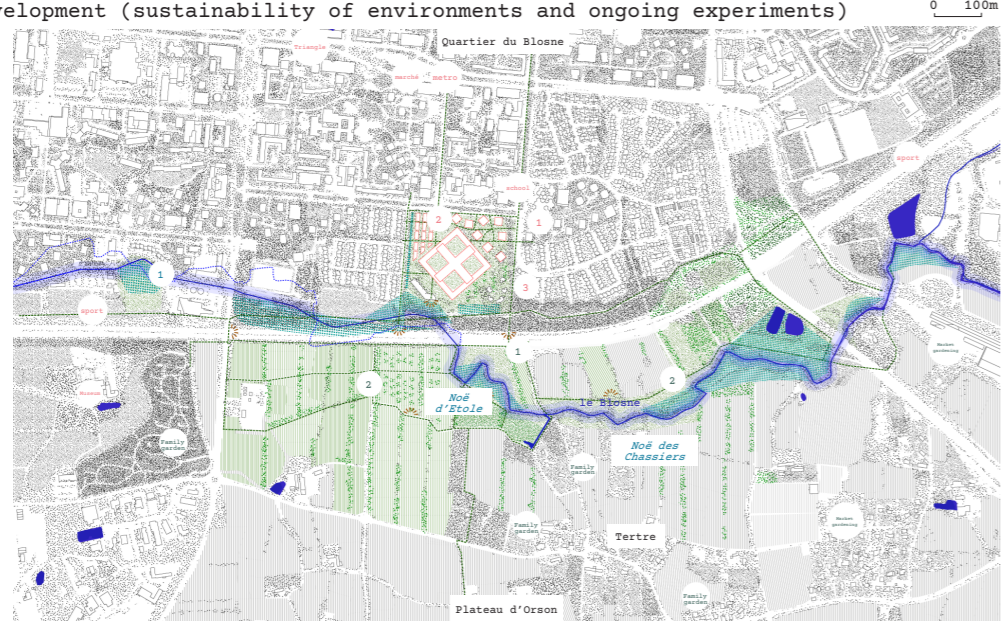 velopment (sustainability of environments and ongoing experiments)
0 100m
Quartier du Blosne
Triangle
marché
metro
sport
school
2
1
1
3
sport
1
2
2
Market
gardening
Museum
Noë
d'Etole
le Blosne
Family
garden
Noë des
Chassiers
Family
garden
Family
garden
Market
gardening
Tertre
Family
garden
Plateau d'Orson